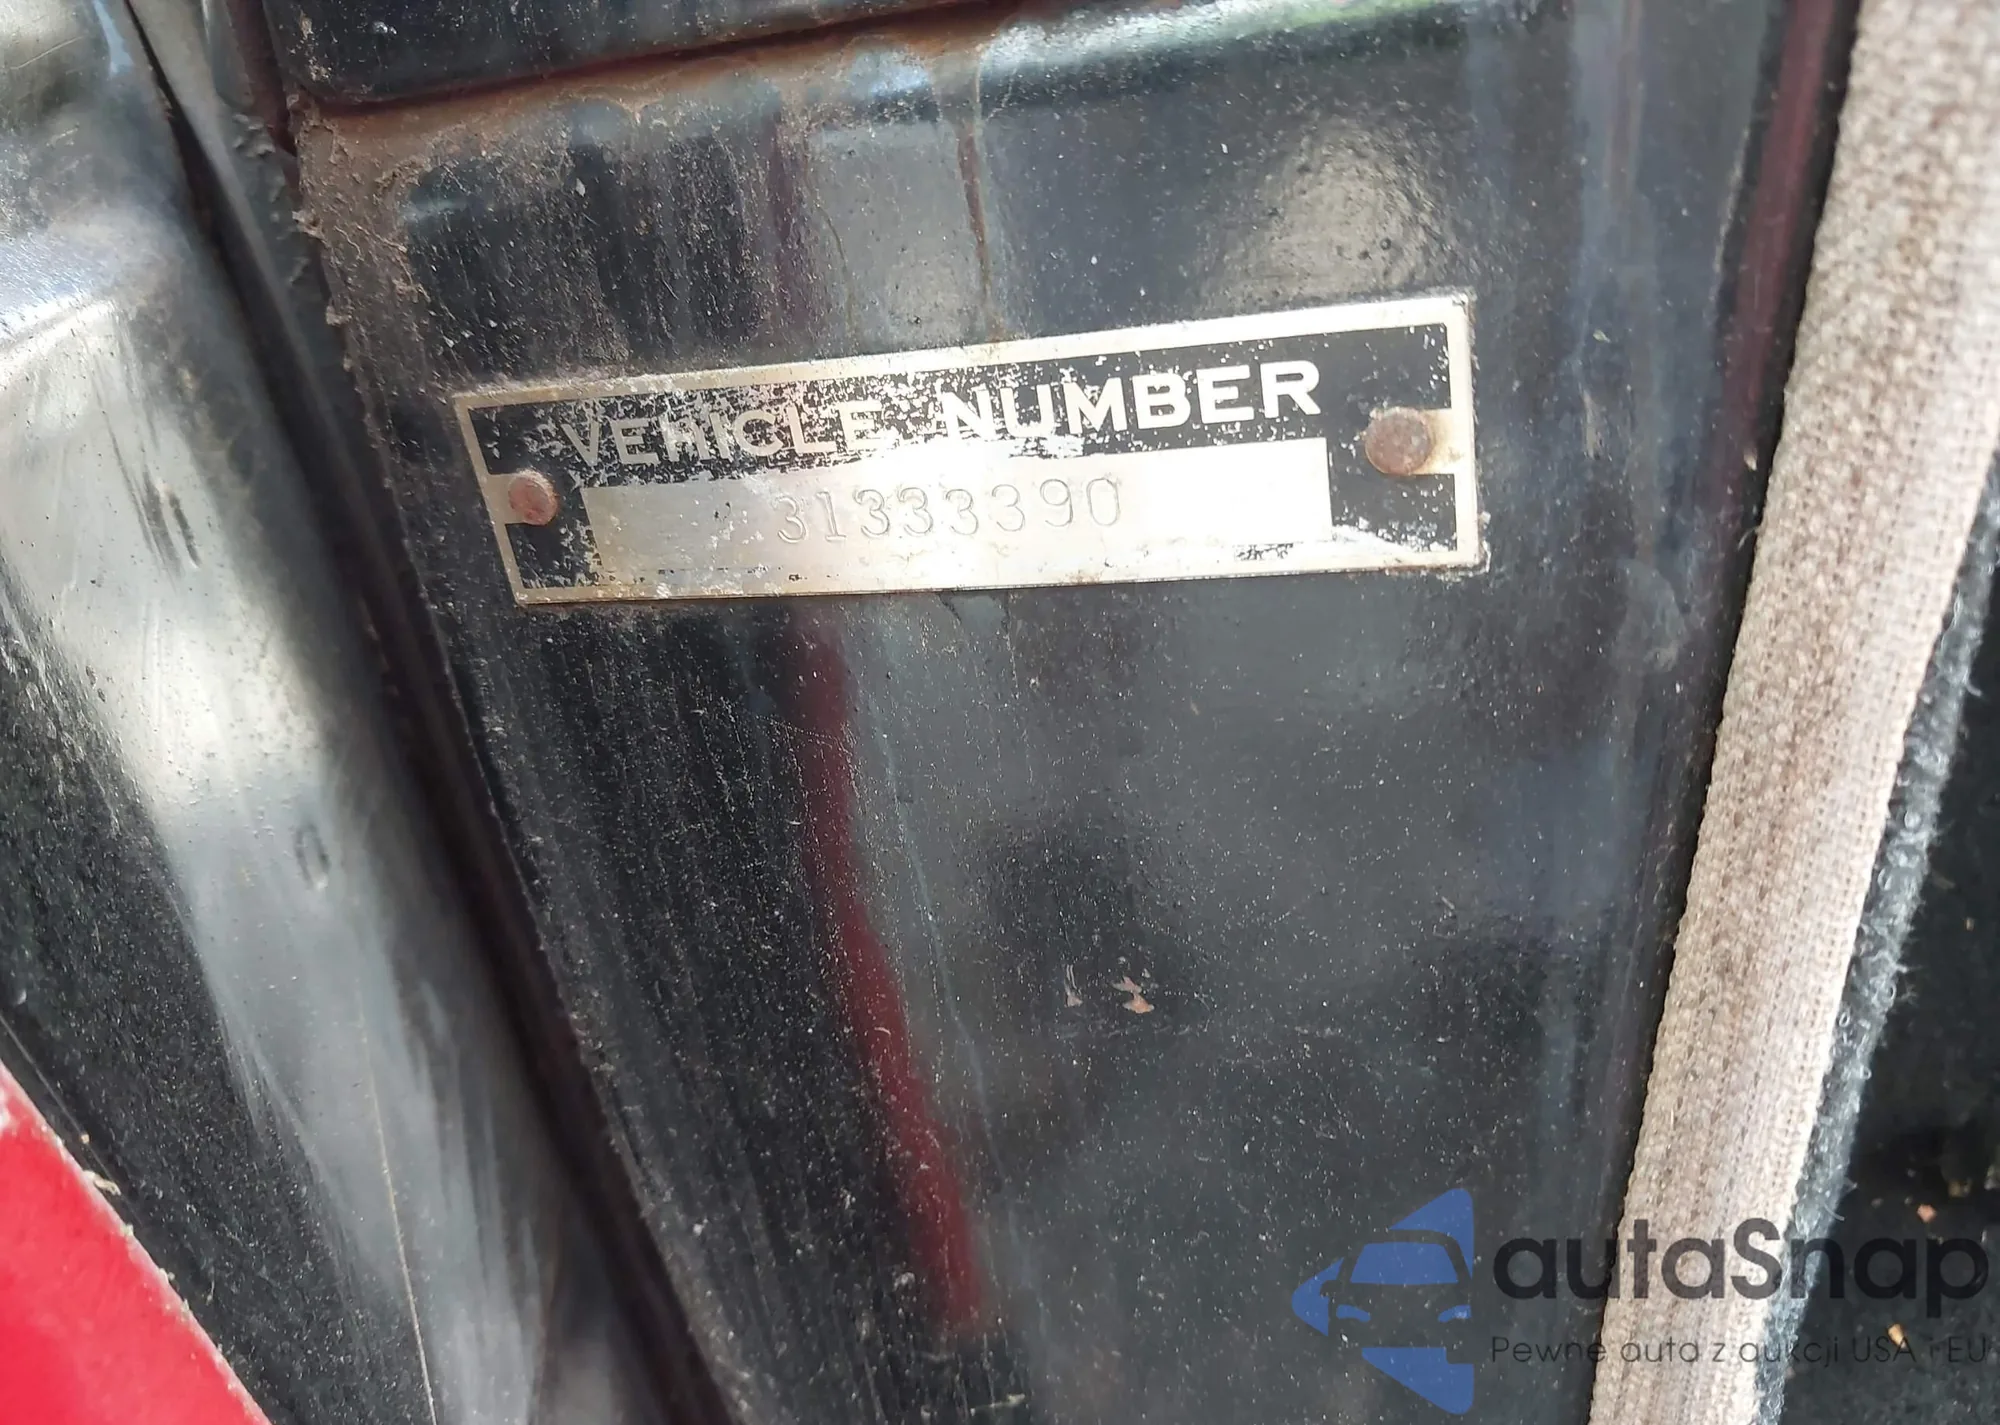 VEHICLE NUMBER
31333390
autaSnap
Pewne auta z aukcji USA i EU